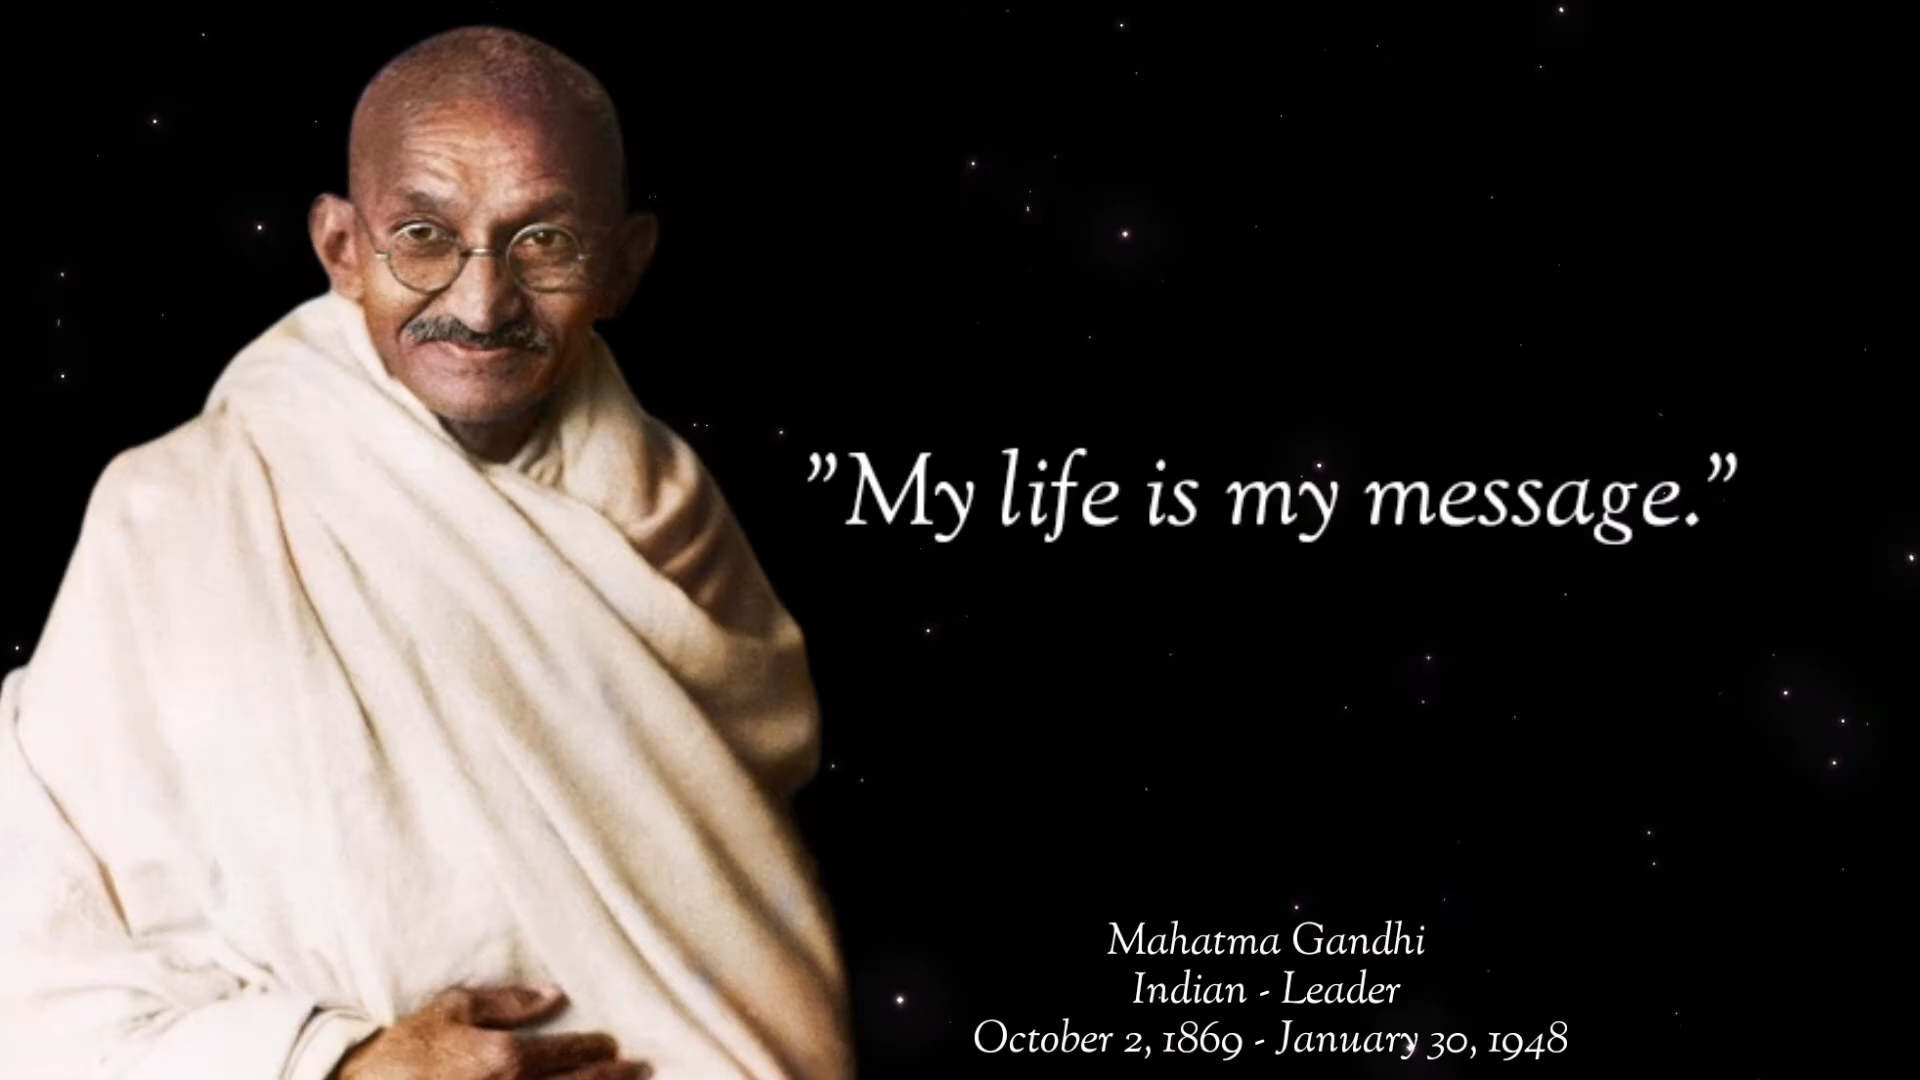 ”My life is my message.”
Mahatma Gandhi
Indian - Leader
October 2, 1869 - January 30, 1948